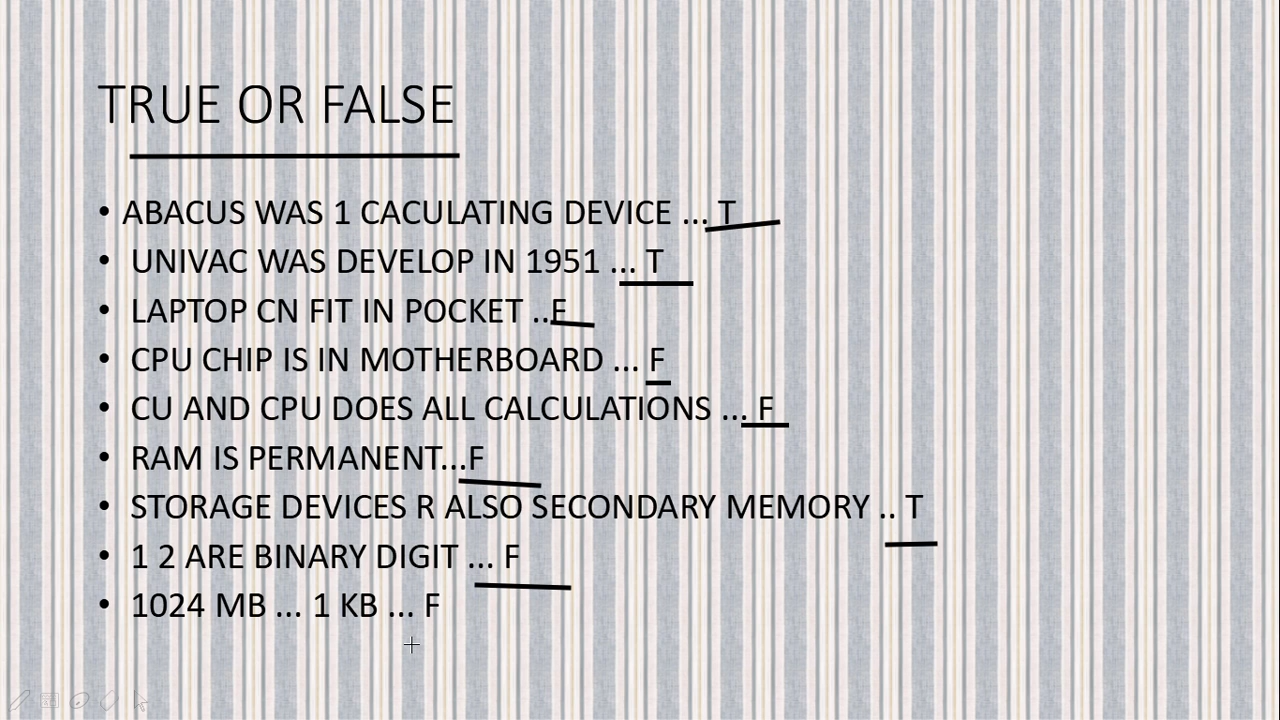 TRUE OR FALSE
• ABACUS WAS 1 CACULATING DEVICE ... T
• UNIVAC WAS DEVELOP IN 1951 ... T
• LAPTOP CN FIT IN POCKET ..F
• CPU CHIP IS IN MOTHERBOARD ... F
• CU AND CPU DOES ALL CALCULATIONS ... F
• RAM IS PERMANENT...F
• STORAGE DEVICES R ALSO SECONDARY MEMORY .. T
• 1 2 ARE BINARY DIGIT ... F
• 1024 MB ... 1 KB ... F